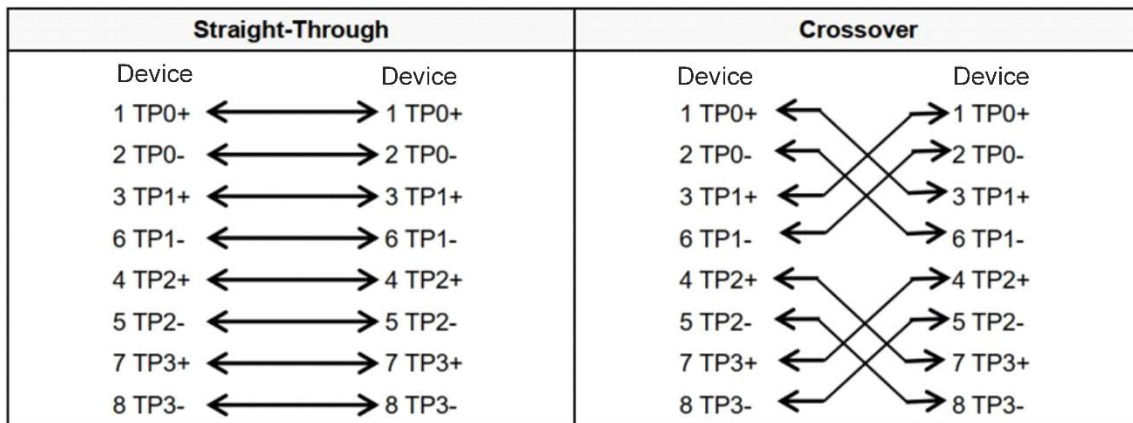 Straight-Through Crossover
Device Device Device Device
1 TP0+ 1 TP0+ 1 TP0+ 1 TP0+
2 TP0- 2 TP0- 2 TP0- 2 TP0-
3 TP1+ 3 TP1+ 3 TP1+ 3 TP1+
6 TP1- 6 TP1- 6 TP1- 6 TP1-
4 TP2+ 4 TP2+ 4 TP2+ 4 TP2+
5 TP2- 5 TP2- 5 TP2- 5 TP2-
7 TP3+ 7 TP3+ 7 TP3+ 7 TP3+
8 TP3- 8 TP3- 8 TP3- 8 TP3-